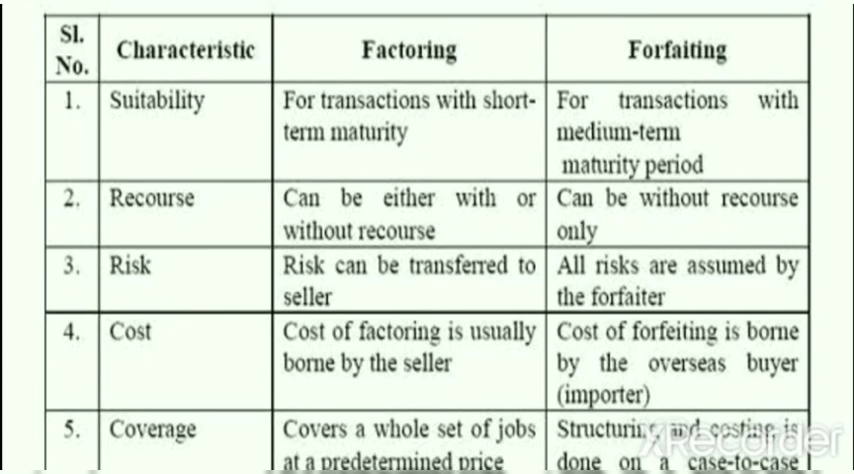 Sl. No. Characteristic Factoring Forfaiting
1. Suitability For transactions with short- For transactions with
term maturity medium-term
maturity period
2. Recourse Can be either with or Can be without recourse
without recourse only
3. Risk Risk can be transferred to All risks are assumed by
seller the forfaiter
4. Cost Cost of factoring is usually Cost of forfeiting is borne
borne by the seller by the overseas buyer
(importer)
5. Coverage Covers a whole set of jobs Structuring and costing is
at a predetermined price done on a case-to-case
XRecorder